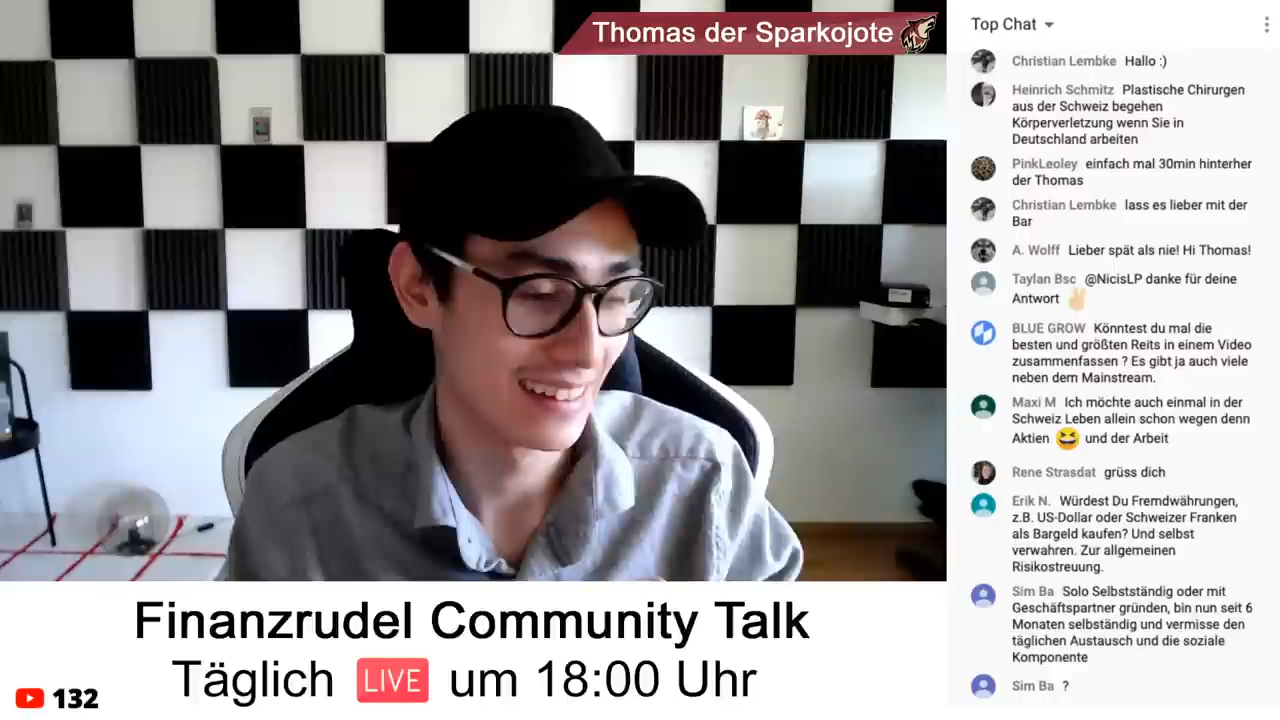 Thomas der Sparkojote
Top Chat
Christian Lembke Hallo :)
Heinrich Schmitz Plastische Chirurgen
aus der Schweiz begehen
Körperverletzung wenn Sie in
Deutschland arbeiten
PinkLeoley einfach mal 30min hinterher
der Thomas
Christian Lembke lass es lieber mit der
Bar
A. Wolff Lieber spät als nie! Hi Thomas!
Taylan Bsc @NicisLP danke für deine
Antwort ✌
BLUE GROW Könntest du mal die
besten und größten Reits in einem Video
zusammenfassen ? Es gibt ja auch viele
neben dem Mainstream.
Maxi M Ich möchte auch einmal in der
Schweiz Leben allein schon wegen denn
Aktien 😆 und der Arbeit
Rene Strasdat grüss dich
Erik N. Würdest Du Fremdwährungen,
z.B. US-Dollar oder Schweizer Franken
als Bargeld kaufen? Und selbst
verwahren. Zur allgemeinen
Risikostreuung.
Sim Ba Solo Selbstständig oder mit
Geschäftspartner gründen, bin nun seit 6
Monaten selbständig und vermisse den
täglichen Austausch und die soziale
Komponente
Sim Ba ?
Finanzrudel Community Talk
Täglich LIVE um 18:00 Uhr
132